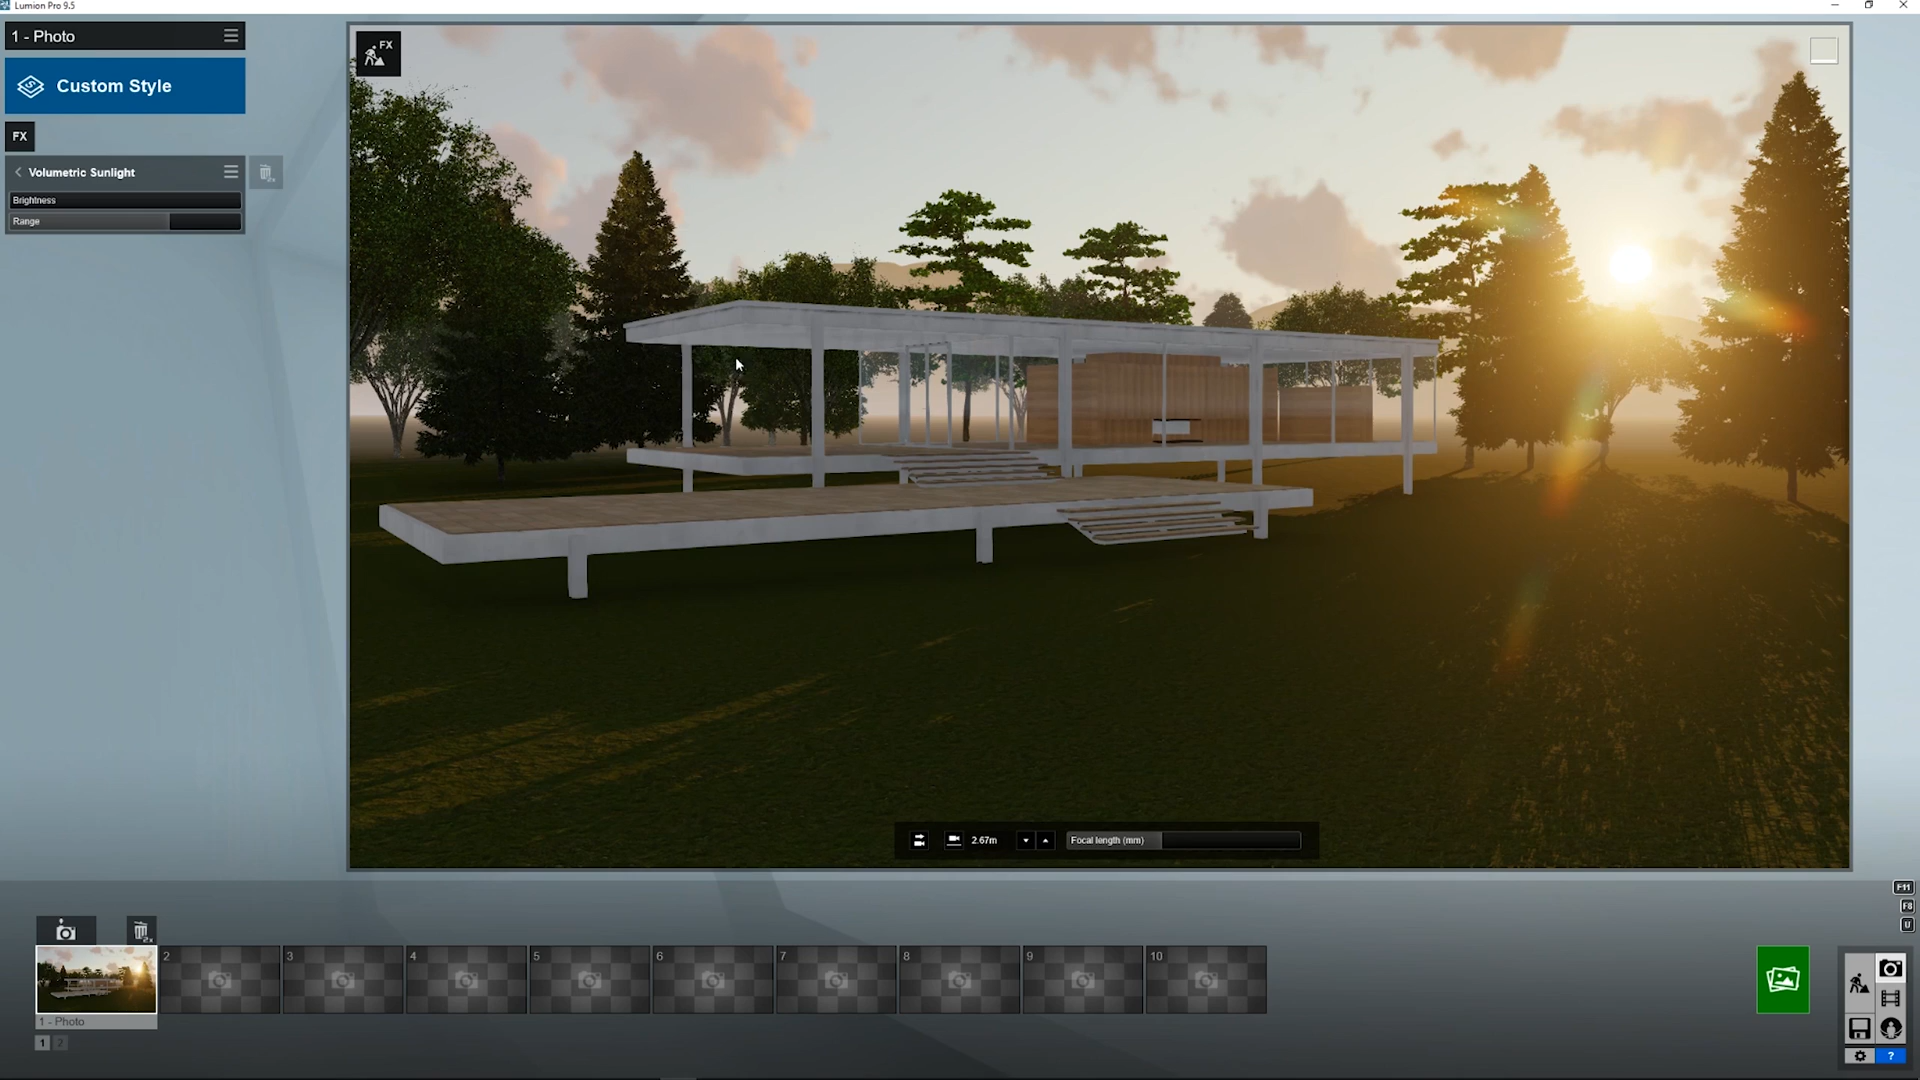 Lumion Pro 9.5
1 - Photo
FX
Custom Style
FX
Volumetric Sunlight
Brightness
Range
2.67m
Focal length (mm)
F11
F8
U
2
3
4
5
6
7
8
9
10
1 - Photo
1 2
?